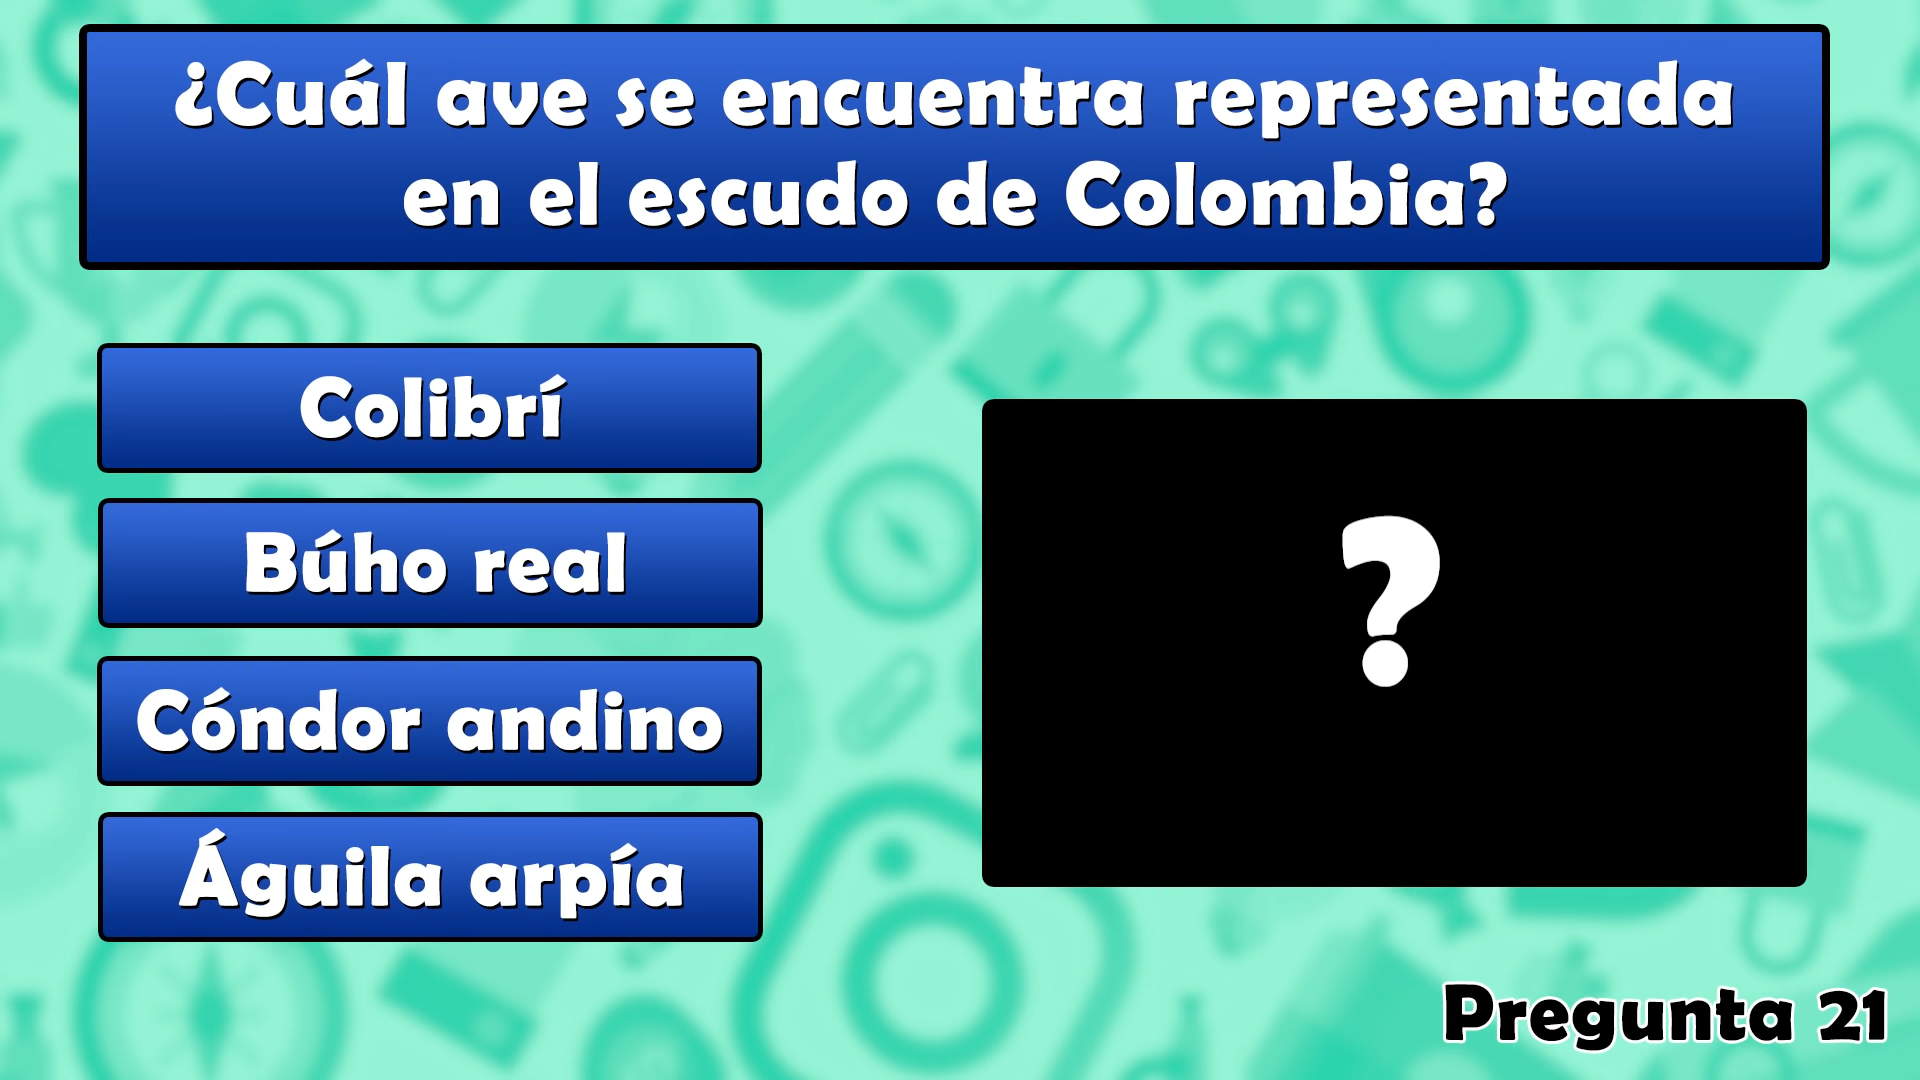 ¿Cuál ave se encuentra representada
en el escudo de Colombia?
Colibrí
Búho real
Cóndor andino
Águila arpía
?
Pregunta 21